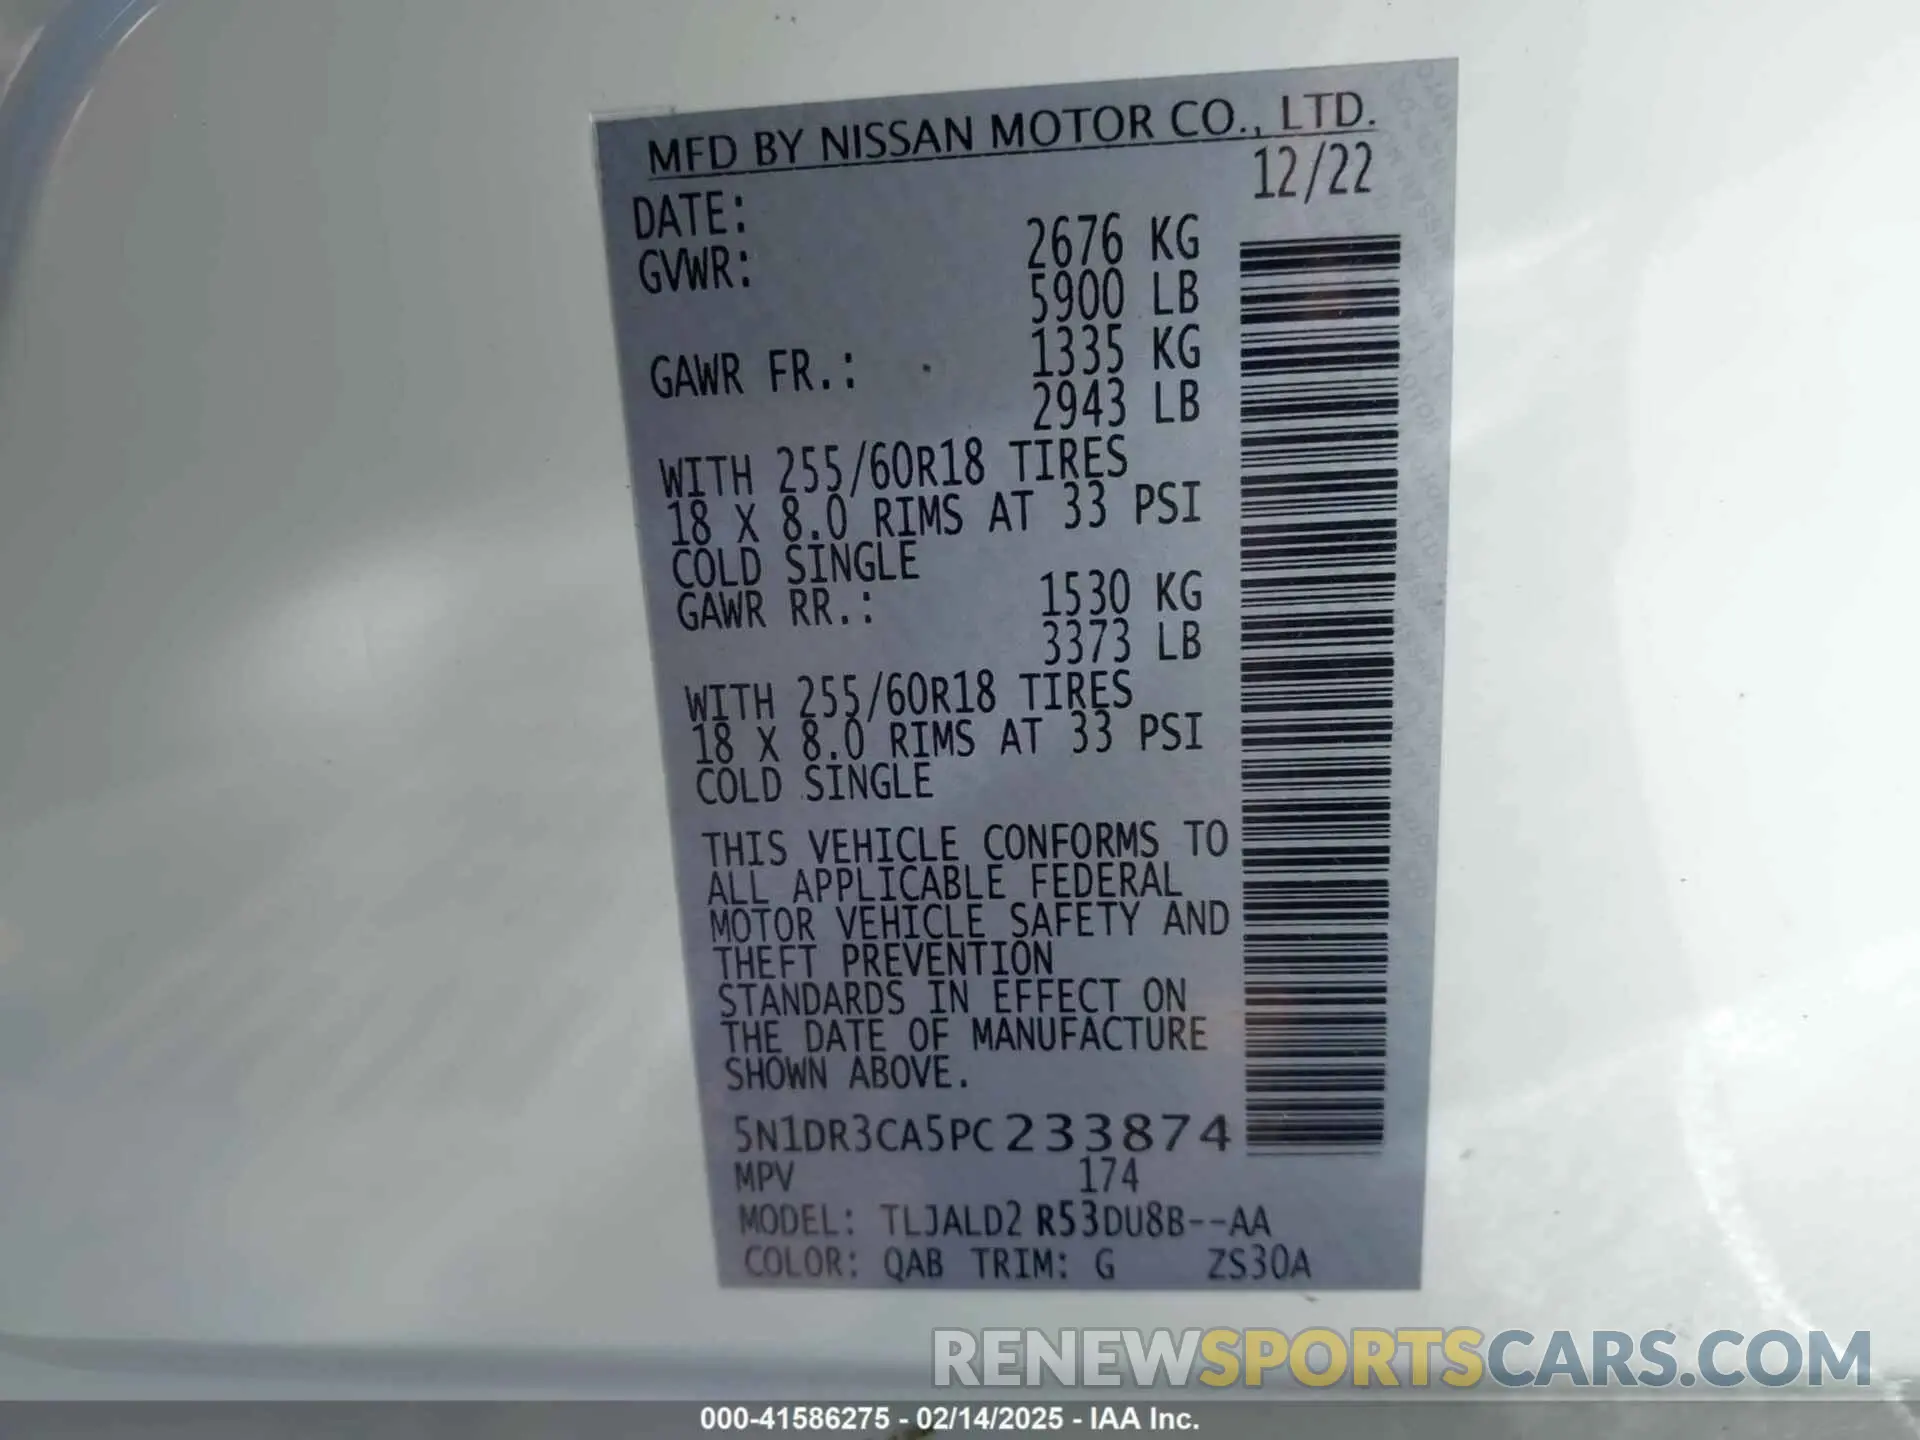 MFD BY NISSAN MOTOR CO., LTD.
DATE: 12/22
GVWR: 2676 KG
5900 LB
GAWR FR.: 1335 KG
2943 LB
WITH 255/60R18 TIRES
18 X 8.0 RIMS AT 33 PSI
COLD SINGLE
GAWR RR.: 1530 KG
3373 LB
WITH 255/60R18 TIRES
18 X 8.0 RIMS AT 33 PSI
COLD SINGLE
THIS VEHICLE CONFORMS TO
ALL APPLICABLE FEDERAL
MOTOR VEHICLE SAFETY AND
THEFT PREVENTION
STANDARDS IN EFFECT ON
THE DATE OF MANUFACTURE
SHOWN ABOVE.
5N1DR3CA5PC233874
MPV 174
MODEL: TLJALD2 R53DU8B--AA
COLOR: QAB TRIM: G ZS30A
RENEWSPORTSCARS.COM
000-41586275 - 02/14/2025 - IAA Inc.